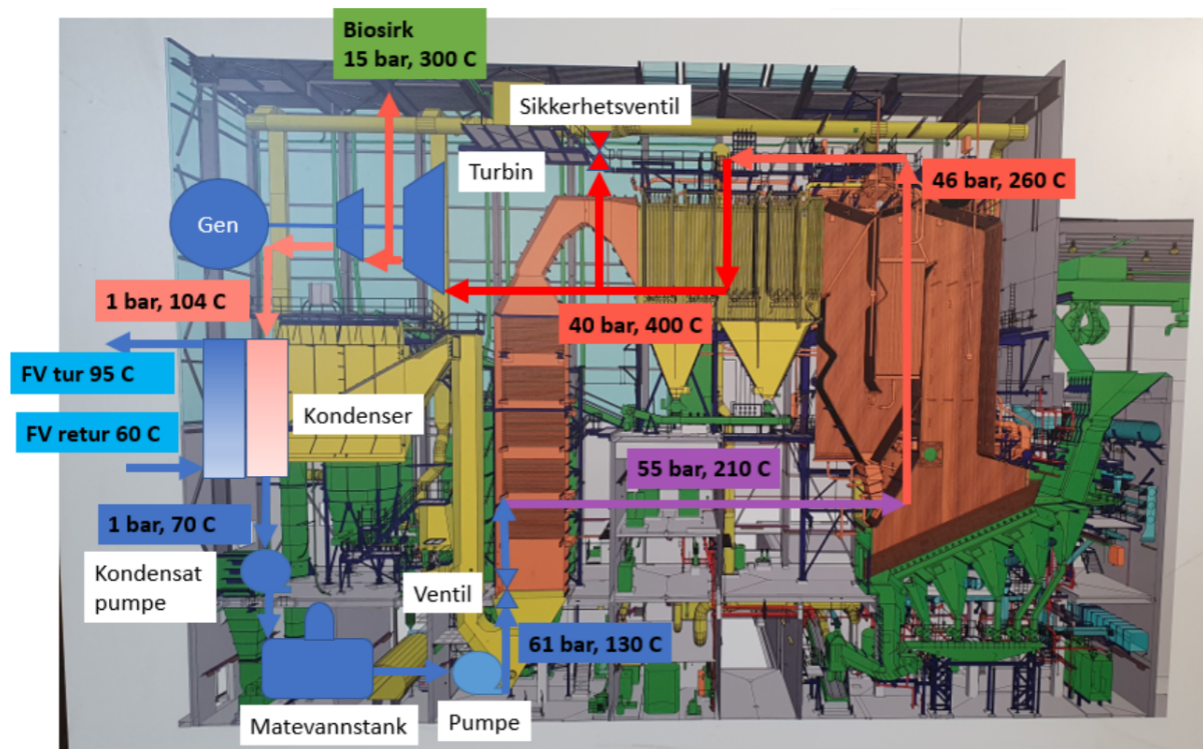 Biosirk
15 bar, 300 C
Sikkerhetsventil
Turbin
46 bar, 260 C
Gen
1 bar, 104 C
40 bar, 400 C
FV tur 95 C
Kondenser
FV retur 60 C
55 bar, 210 C
1 bar, 70 C
Kondensat
pumpe
Ventil
61 bar, 130 C
Matevannstank
Pumpe